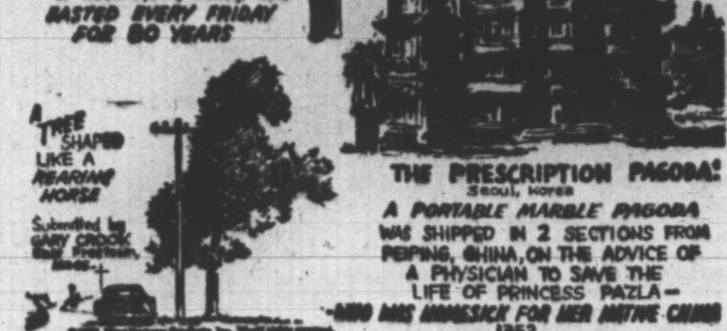 BASTED EVERY FRIDAY
FOR 80 YEARS
A
TREE
SHAPED
LIKE A
REARING
HORSE
Submitted by
GARY CROOK
THE PRESCRIPTION PAGODA:
Seoul, Korea
A PORTABLE MARBLE PAGODA
WAS SHIPPED IN 2 SECTIONS FROM
PEIPING, CHINA, ON THE ADVICE OF
A PHYSICIAN TO SAVE THE
LIFE OF PRINCESS PAZLA-
WHO WAS HOMESICK FOR HER NATIVE CHINA